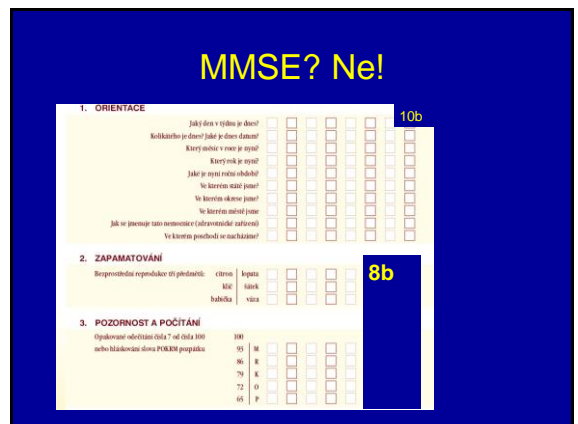 MMSE? Ne!
1. ORIENTACE
10b
Jaký den v týdnu je dnes?
Kolikátého je dnes? Jaké je dnes datum?
Který měsíc v roce je nyní?
Který rok je nyní?
Jaké je nyní roční období?
Ve kterém státě jsme?
Ve kterém okrese jsme?
Ve kterém městě jsme
Jak se jmenuje tato nemocnice (zdravotnické zařízení)
Ve kterém poschodí se nacházíme?
2. ZAPAMATOVÁNÍ
8b
Bezprostřední reprodukce tří předmětů: citron lopata
klíč šátek
babička váza
3. POZORNOST A POČÍTÁNÍ
Opakované odečítání čísla 7 od čísla 100 100
nebo hláskování slova POKRM pozpátku 93 M
86 R
79 K
72 O
65 P